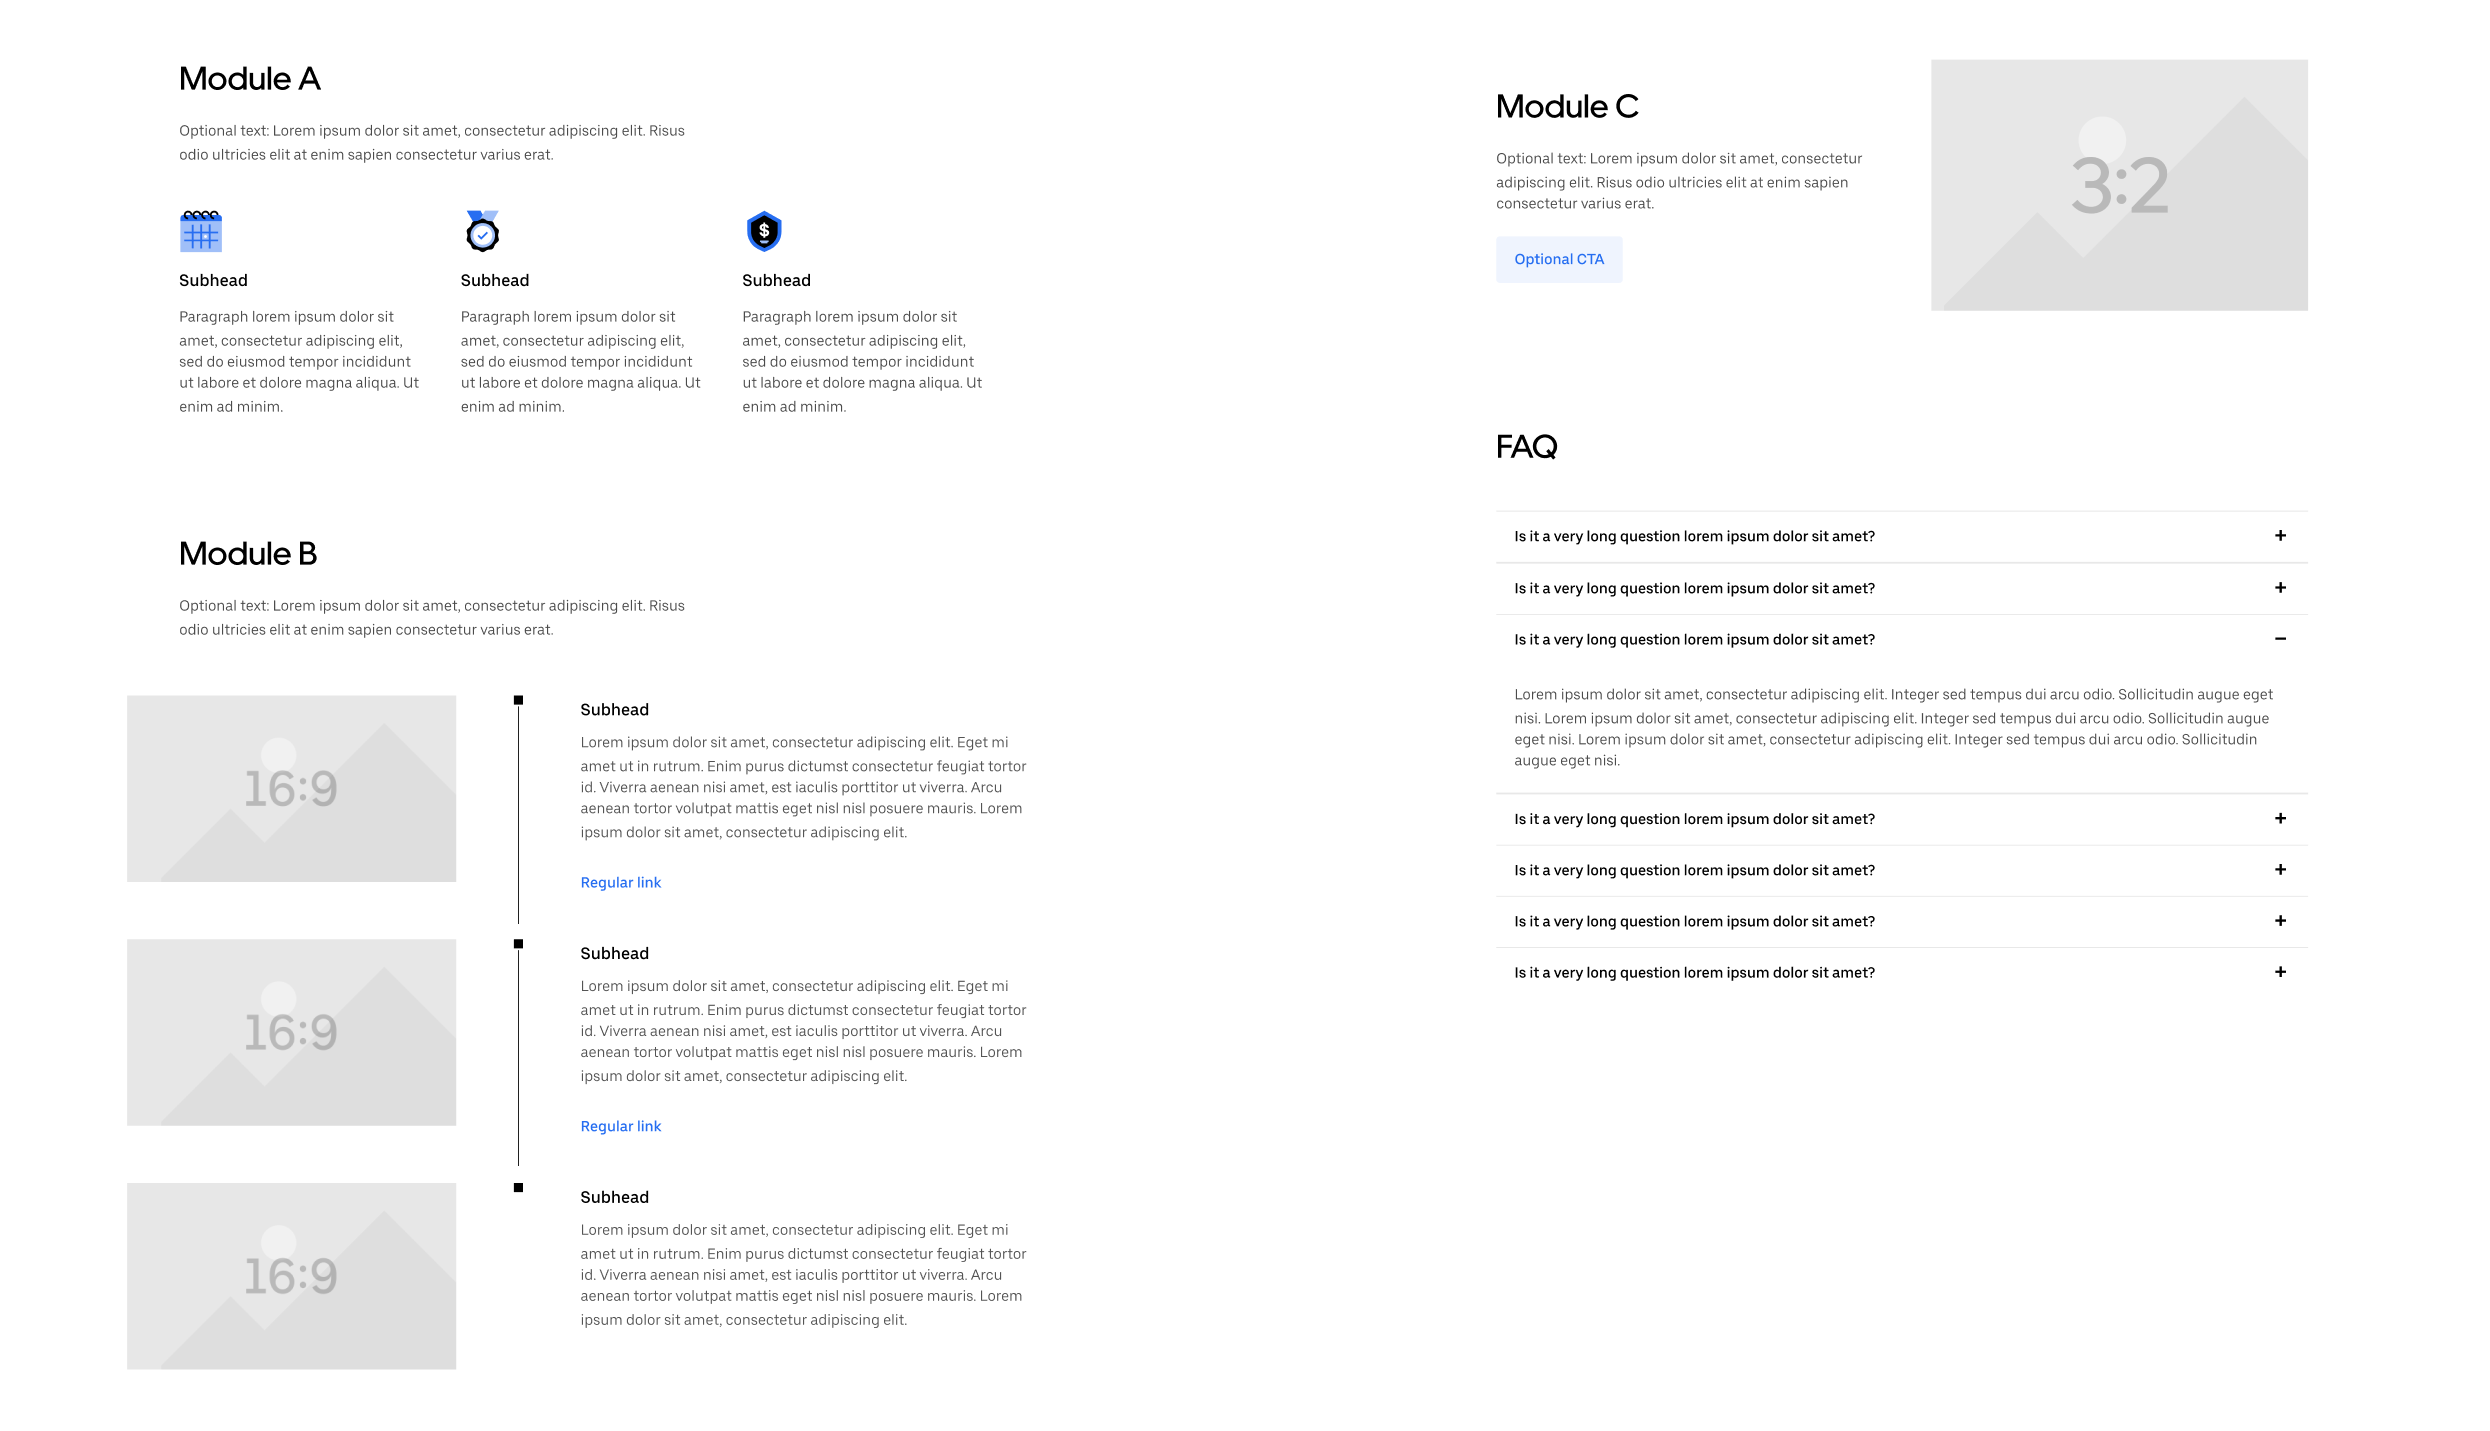 Module A
Optional text: Lorem ipsum dolor sit amet, consectetur adipiscing elit. Risus
odio ultricies elit at enim sapien consectetur varius erat.
$
Subhead
Paragraph lorem ipsum dolor sit
amet, consectetur adipiscing elit,
sed do eiusmod tempor incididunt
ut labore et dolore magna aliqua. Ut
enim ad minim.
Subhead
Paragraph lorem ipsum dolor sit
amet, consectetur adipiscing elit,
sed do eiusmod tempor incididunt
ut labore et dolore magna aliqua. Ut
enim ad minim.
Subhead
Paragraph lorem ipsum dolor sit
amet, consectetur adipiscing elit,
sed do eiusmod tempor incididunt
ut labore et dolore magna aliqua. Ut
enim ad minim.
Module B
Optional text: Lorem ipsum dolor sit amet, consectetur adipiscing elit. Risus
odio ultricies elit at enim sapien consectetur varius erat.
16:9
Subhead
Lorem ipsum dolor sit amet, consectetur adipiscing elit. Eget mi
amet ut in rutrum. Enim purus dictumst consectetur feugiat tortor
id. Viverra aenean nisi amet, est iaculis porttitor ut viverra. Arcu
aenean tortor volutpat mattis eget nisl nisl posuere mauris. Lorem
ipsum dolor sit amet, consectetur adipiscing elit.
Regular link
16:9
Subhead
Lorem ipsum dolor sit amet, consectetur adipiscing elit. Eget mi
amet ut in rutrum. Enim purus dictumst consectetur feugiat tortor
id. Viverra aenean nisi amet, est iaculis porttitor ut viverra. Arcu
aenean tortor volutpat mattis eget nisl nisl posuere mauris. Lorem
ipsum dolor sit amet, consectetur adipiscing elit.
Regular link
16:9
Subhead
Lorem ipsum dolor sit amet, consectetur adipiscing elit. Eget mi
amet ut in rutrum. Enim purus dictumst consectetur feugiat tortor
id. Viverra aenean nisi amet, est iaculis porttitor ut viverra. Arcu
aenean tortor volutpat mattis eget nisl nisl posuere mauris. Lorem
ipsum dolor sit amet, consectetur adipiscing elit.
Module C
Optional text: Lorem ipsum dolor sit amet, consectetur
adipiscing elit. Risus odio ultricies elit at enim sapien
consectetur varius erat.
Optional CTA
3:2
FAQ
Is it a very long question lorem ipsum dolor sit amet? +
Is it a very long question lorem ipsum dolor sit amet? +
Is it a very long question lorem ipsum dolor sit amet? −
Lorem ipsum dolor sit amet, consectetur adipiscing elit. Integer sed tempus dui arcu odio. Sollicitudin augue eget
nisi. Lorem ipsum dolor sit amet, consectetur adipiscing elit. Integer sed tempus dui arcu odio. Sollicitudin augue
eget nisi. Lorem ipsum dolor sit amet, consectetur adipiscing elit. Integer sed tempus dui arcu odio. Sollicitudin
augue eget nisi.
Is it a very long question lorem ipsum dolor sit amet? +
Is it a very long question lorem ipsum dolor sit amet? +
Is it a very long question lorem ipsum dolor sit amet? +
Is it a very long question lorem ipsum dolor sit amet? +